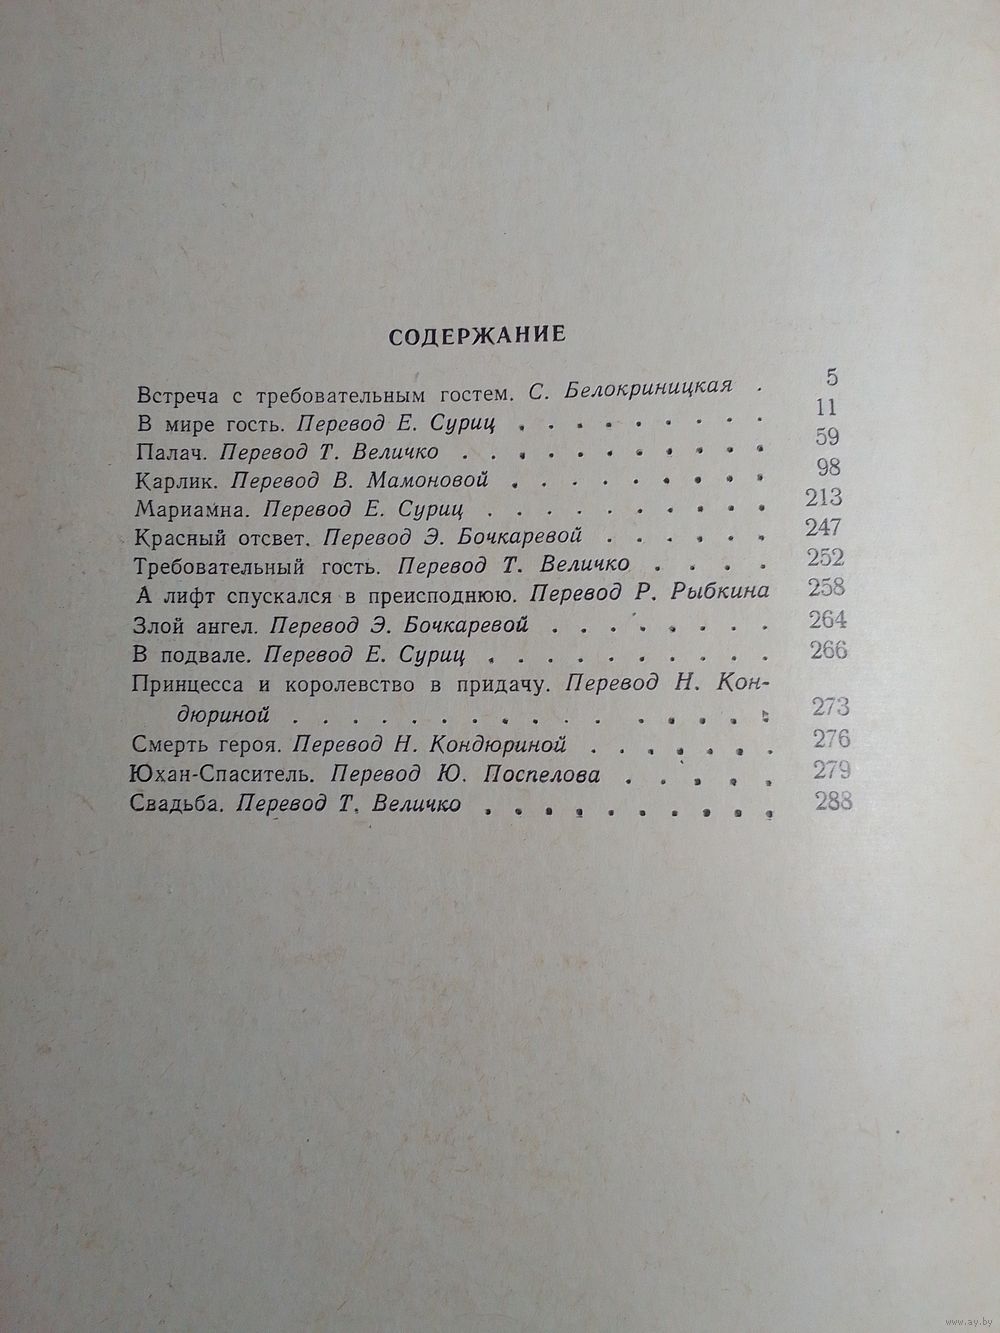 СОДЕРЖАНИЕ
Встреча с требовательным гостем. С. Белокриницкая . 5
В мире гость. Перевод Е. Суриц . . . . . . . . . 11
Палач. Перевод Т. Величко . . . . . . . . . . . 59
Карлик. Перевод В. Мамоновой . . . . . . . . . 98
Мариамна. Перевод Е. Суриц . . . . . . . . . . 213
Красный отсвет. Перевод Э. Бочкаревой . . . . . . 247
Требовательный гость. Перевод Т. Величко . . . . 252
А лифт спускался в преисподнюю. Перевод Р. Рыбкина 258
Злой ангел. Перевод Э. Бочкаревой . . . . . . . . 264
В подвале. Перевод Е. Суриц . . . . . . . . . . 266
Принцесса и королевство в придачу. Перевод Н. Кон-
дюриной . . . . . . . . . . . . . . . . 273
Смерть героя. Перевод Н. Кондюриной . . . . . . . 276
Юхан-Спаситель. Перевод Ю. Поспелова . . . . . 279
Свадьба. Перевод Т. Величко . . . . . . . . . . 288
www.ay.by